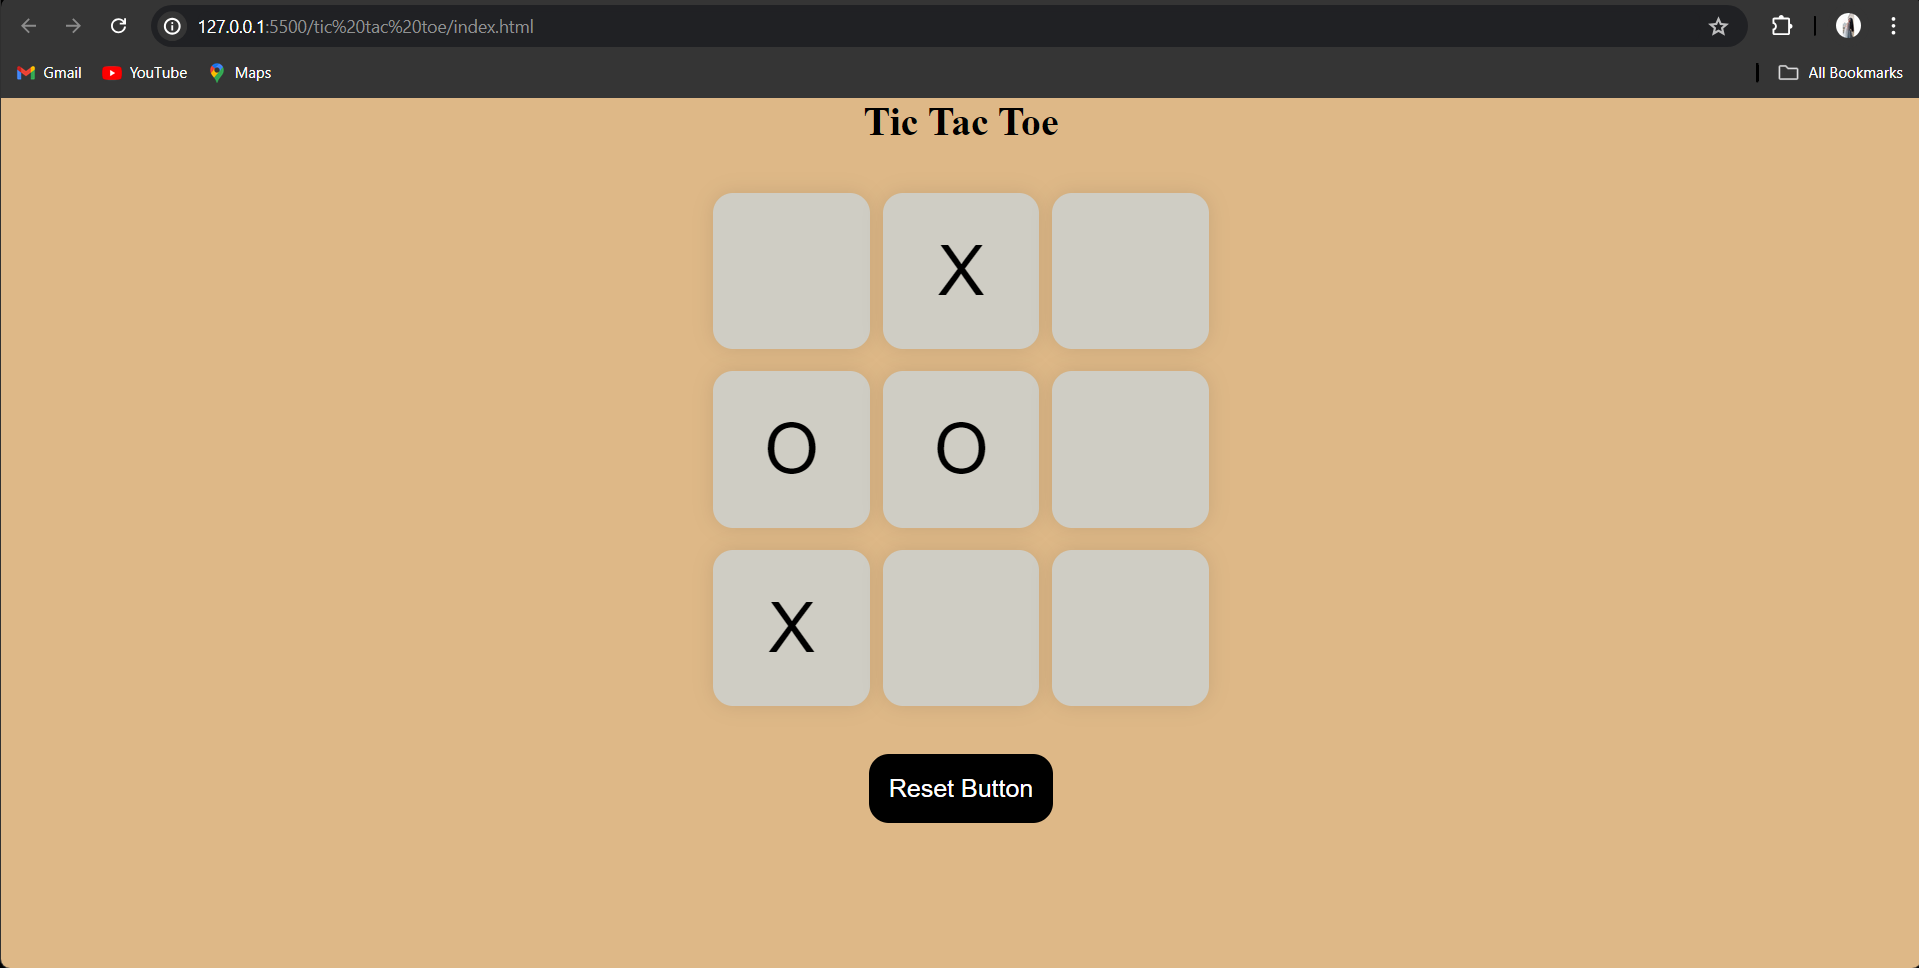 127.0.0.1:5500/tic%20tac%20toe/index.html
Gmail YouTube Maps All Bookmarks
Tic Tac Toe
X
O O
X
Reset Button